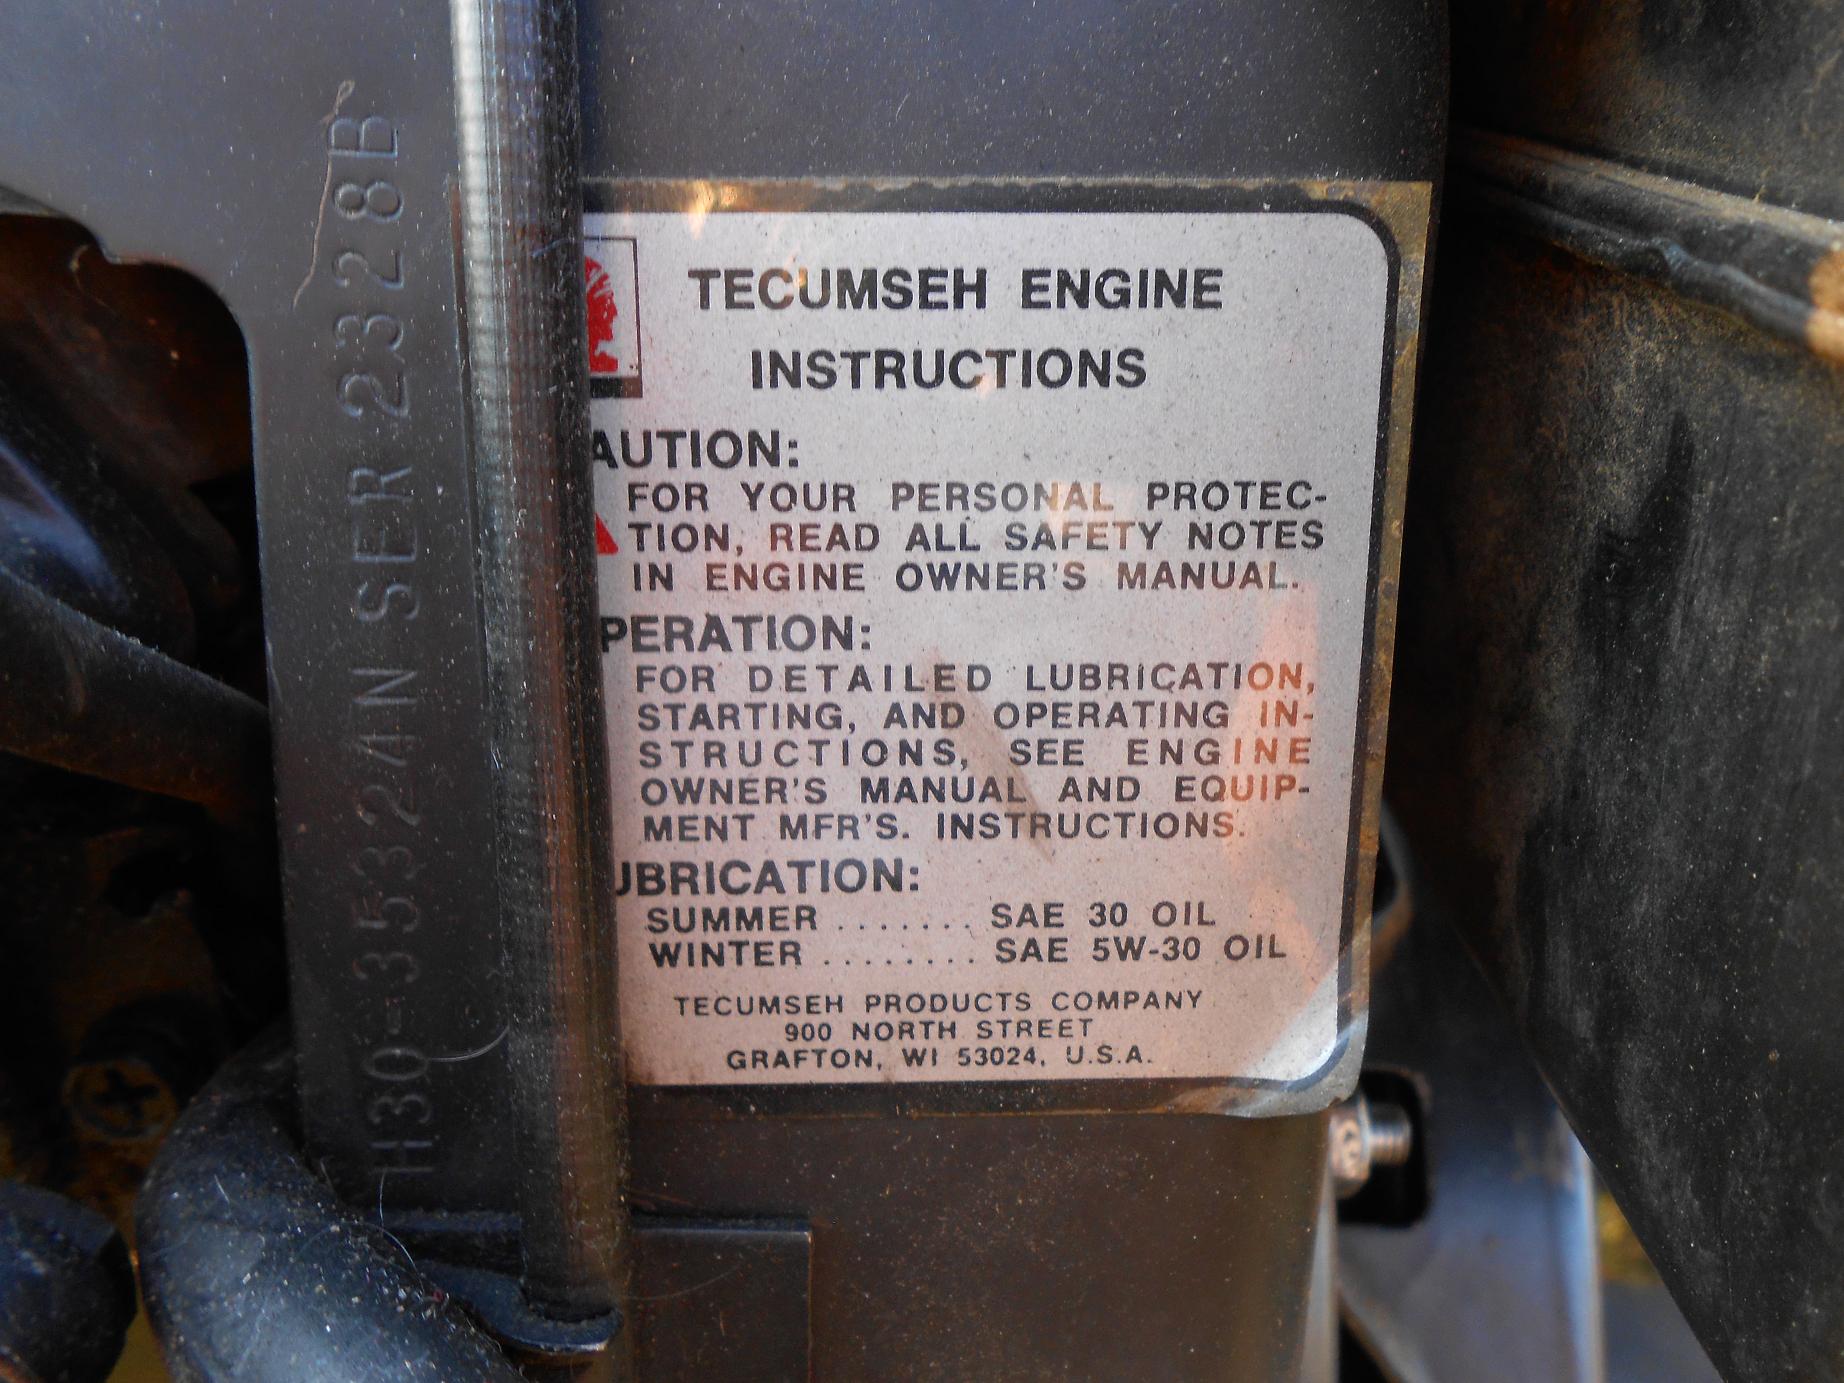 H30-35324N SER 2328B
TECUMSEH ENGINE
INSTRUCTIONS
AUTION:
FOR YOUR PERSONAL PROTEC-
TION, READ ALL SAFETY NOTES
IN ENGINE OWNER'S MANUAL.
PERATION:
FOR DETAILED LUBRICATION,
STARTING, AND OPERATING IN-
STRUCTIONS, SEE ENGINE
OWNER'S MANUAL AND EQUIP-
MENT MFR'S. INSTRUCTIONS.
UBRICATION:
SUMMER ....... SAE 30 OIL
WINTER ........ SAE 5W-30 OIL
TECUMSEH PRODUCTS COMPANY
900 NORTH STREET
GRAFTON, WI 53024, U.S.A.